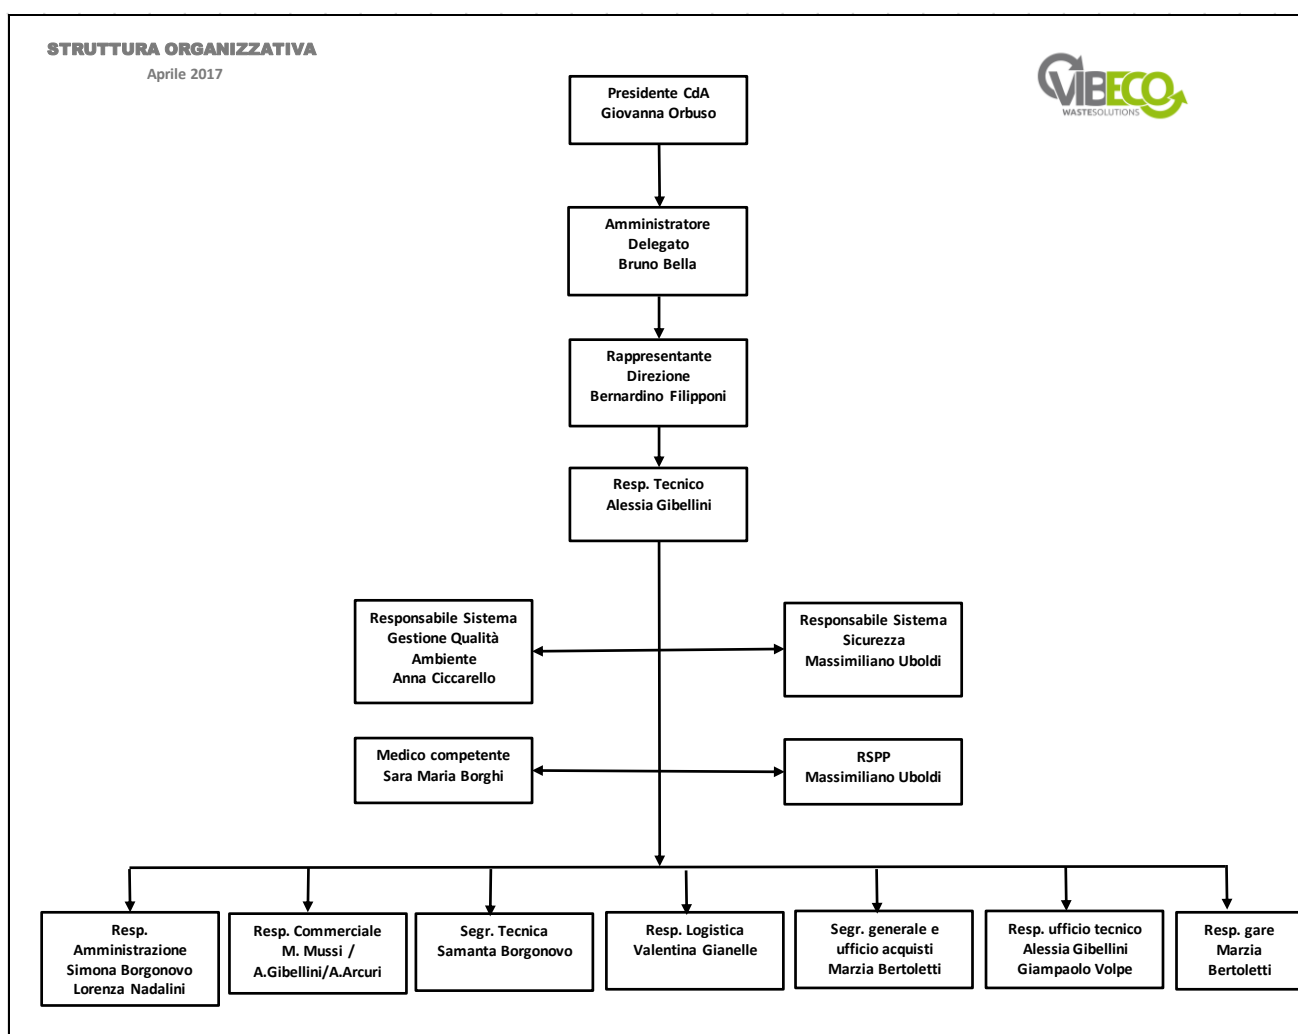 STRUTTURA ORGANIZZATIVA
Aprile 2017
VIBECO
WASTESOLUTIONS
Presidente CdA
Giovanna Orbuso
Amministratore
Delegato
Bruno Bella
Rappresentante
Direzione
Bernardino Filipponi
Resp. Tecnico
Alessia Gibellini
Responsabile Sistema
Gestione Qualità
Ambiente
Anna Ciccarello
Responsabile Sistema
Sicurezza
Massimiliano Uboldi
Medico competente
Sara Maria Borghi
RSPP
Massimiliano Uboldi
Resp.
Amministrazione
Simona Borgonovo
Lorenza Nadalini
Resp. Commerciale
M. Mussi /
A.Gibellini/A.Arcuri
Segr. Tecnica
Samanta Borgonovo
Resp. Logistica
Valentina Gianelle
Segr. generale e
ufficio acquisti
Marzia Bertoletti
Resp. ufficio tecnico
Alessia Gibellini
Giampaolo Volpe
Resp. gare
Marzia
Bertoletti